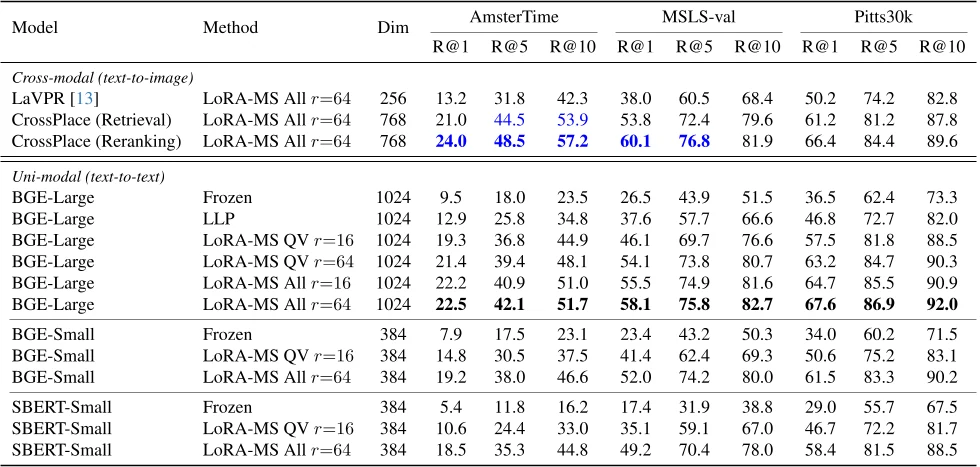 Model Method Dim AmsterTime MSLS-val Pitts30k
R@1 R@5 R@10 R@1 R@5 R@10 R@1 R@5 R@10
Cross-modal (text-to-image)
LaVPR [13] LoRA-MS All r=64 256 13.2 31.8 42.3 38.0 60.5 68.4 50.2 74.2 82.8
CrossPlace (Retrieval) LoRA-MS All r=64 768 21.0 44.5 53.9 53.8 72.4 79.6 61.2 81.2 87.8
CrossPlace (Reranking) LoRA-MS All r=64 768 24.0 48.5 57.2 60.1 76.8 81.9 66.4 84.4 89.6
Uni-modal (text-to-text)
BGE-Large Frozen 1024 9.5 18.0 23.5 26.5 43.9 51.5 36.5 62.4 73.3
BGE-Large LLP 1024 12.9 25.8 34.8 37.6 57.7 66.6 46.8 72.7 82.0
BGE-Large LoRA-MS QV r=16 1024 19.3 36.8 44.9 46.1 69.7 76.6 57.5 81.8 88.5
BGE-Large LoRA-MS QV r=64 1024 21.4 39.4 48.1 54.1 73.8 80.7 63.2 84.7 90.3
BGE-Large LoRA-MS All r=16 1024 22.2 40.9 51.0 55.5 74.9 81.6 64.7 85.5 90.9
BGE-Large LoRA-MS All r=64 1024 22.5 42.1 51.7 58.1 75.8 82.7 67.6 86.9 92.0
BGE-Small Frozen 384 7.9 17.5 23.1 23.4 43.2 50.3 34.0 60.2 71.5
BGE-Small LoRA-MS QV r=16 384 14.8 30.5 37.5 41.4 62.4 69.3 50.6 75.2 83.1
BGE-Small LoRA-MS All r=64 384 19.2 38.0 46.6 52.0 74.2 80.0 61.5 83.3 90.2
SBERT-Small Frozen 384 5.4 11.8 16.2 17.4 31.9 38.8 29.0 55.7 67.5
SBERT-Small LoRA-MS QV r=16 384 10.6 24.4 33.0 35.1 59.1 67.0 46.7 72.2 81.7
SBERT-Small LoRA-MS All r=64 384 18.5 35.3 44.8 49.2 70.4 78.0 58.4 81.5 88.5